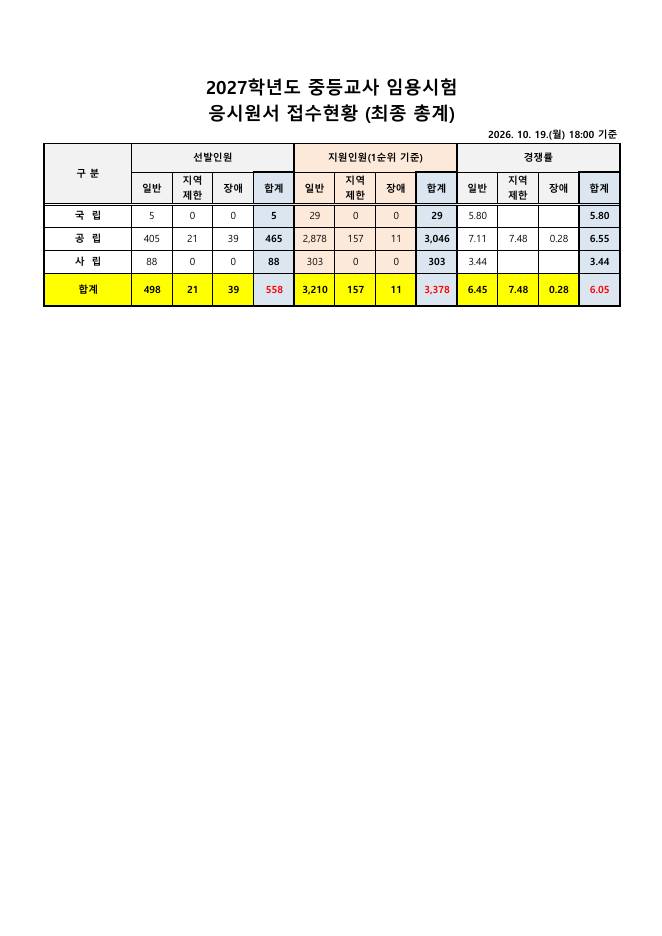 2027학년도 중등교사 임용시험
응시원서 접수현황 (최종 총계)
2026. 10. 19.(월) 18:00 기준
구 분 선발인원 지원인원(1순위 기준) 경쟁률
일반 지역제한 장애 합계 일반 지역제한 장애 합계 일반 지역제한 장애 합계
국 립 5 0 0 5 29 0 0 29 5.80 5.80
공 립 405 21 39 465 2,878 157 11 3,046 7.11 7.48 0.28 6.55
사 립 88 0 0 88 303 0 0 303 3.44 3.44
합계 498 21 39 558 3,210 157 11 3,378 6.45 7.48 0.28 6.05